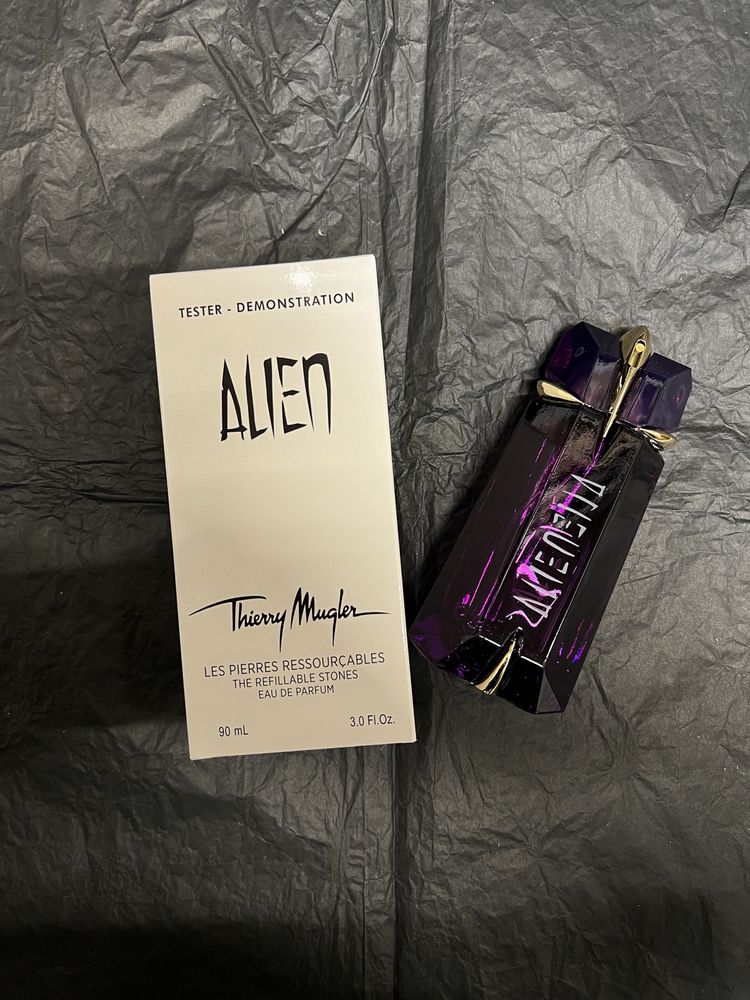 TESTER - DEMONSTRATION
ALIEN
Thierry Mugler
LES PIERRES RESSOURÇABLES
THE REFILLABLE STONES
EAU DE PARFUM
90 mL
3.0 Fl.Oz.